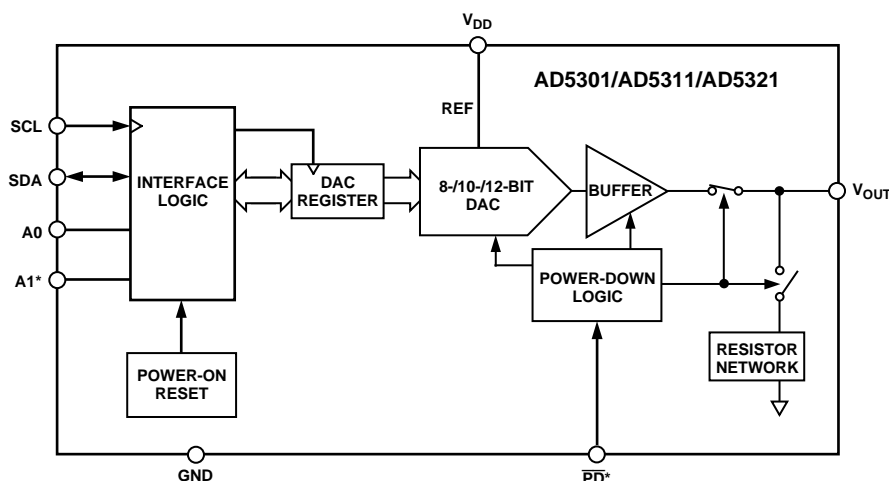 VDD
AD5301/AD5311/AD5321
REF
SCL
SDA
A0
A1*
INTERFACE
LOGIC
DAC
REGISTER
8-/10-/12-BIT
DAC
BUFFER
VOUT
POWER-DOWN
LOGIC
POWER-ON
RESET
RESISTOR
NETWORK
GND
PD*